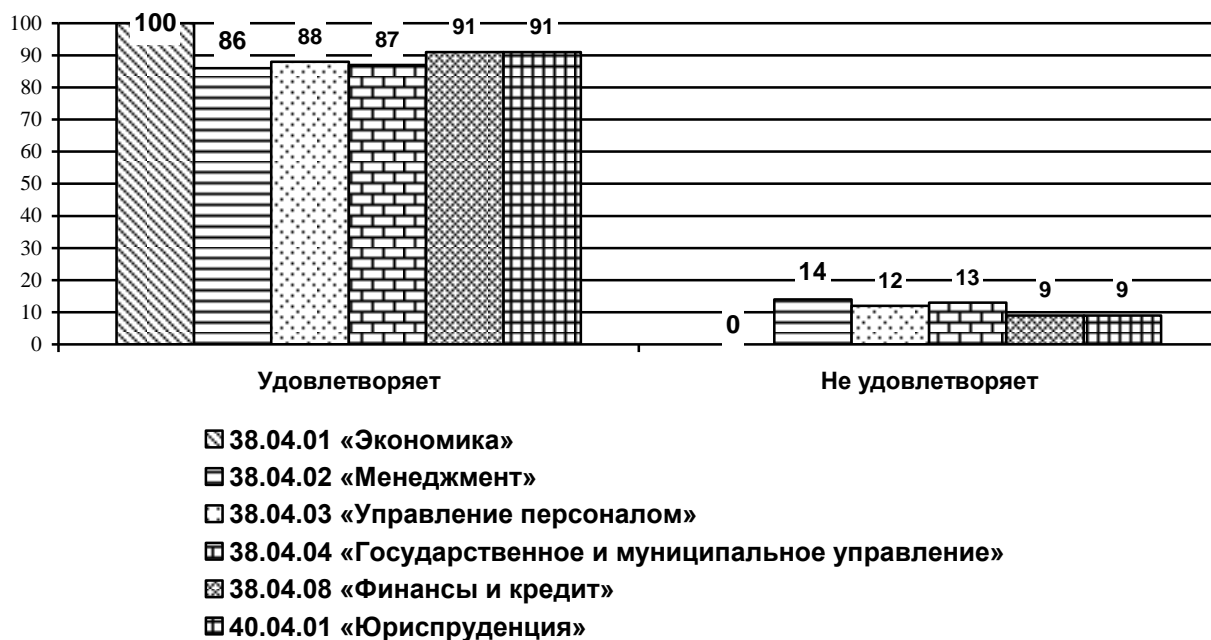 100
90
80
70
60
50
40
30
20
10
0
100
86
88
87
91
91
0
14
12
13
9
9
Удовлетворяет
Не удовлетворяет
38.04.01 «Экономика»
38.04.02 «Менеджмент»
38.04.03 «Управление персоналом»
38.04.04 «Государственное и муниципальное управление»
38.04.08 «Финансы и кредит»
40.04.01 «Юриспруденция»